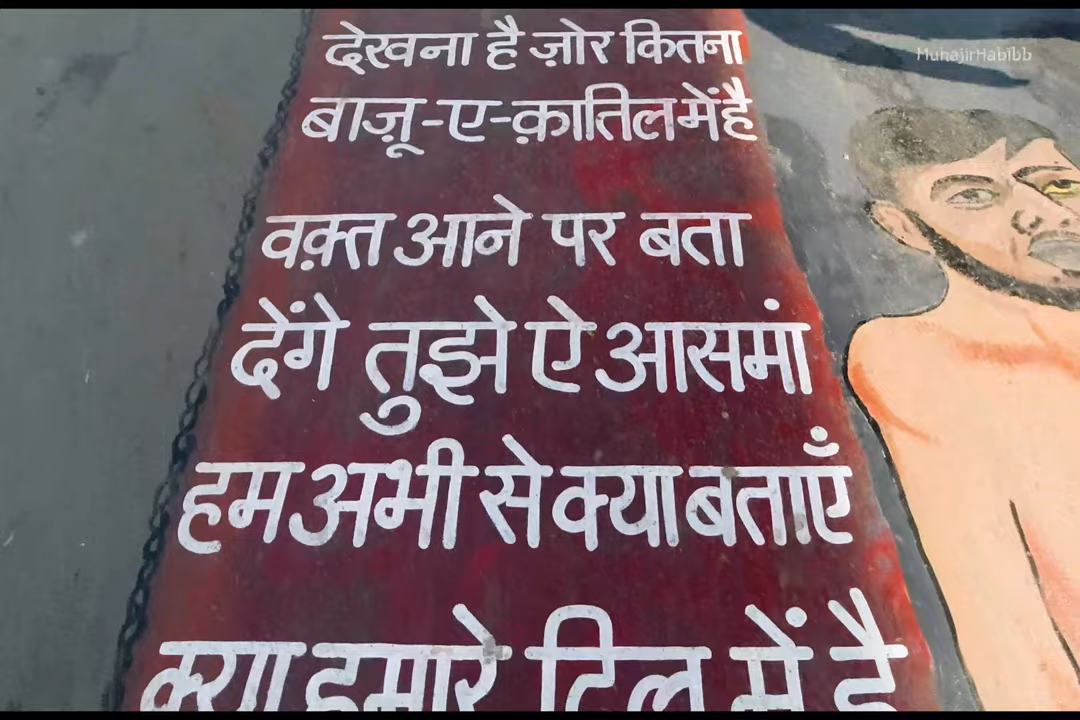 देखना है ज़ोर कितना
बाज़ू-ए-क़ातिल में है
वक़्त आने पर बता
देंगे तुझे ऐ आसमां
हम अभी से क्या बताएँ
क्या हमारे दिल में है
MuhajirHabibb